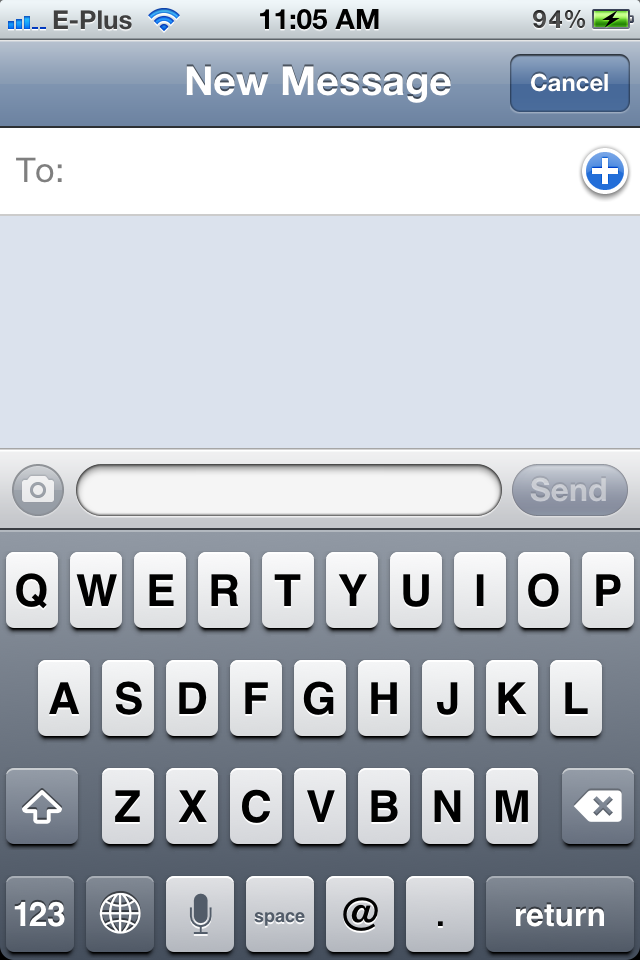 E-Plus 11:05 AM 94%
New Message Cancel
To:
Send
Q W E R T Y U I O P
A S D F G H J K L
Z X C V B N M
123 space @ . return